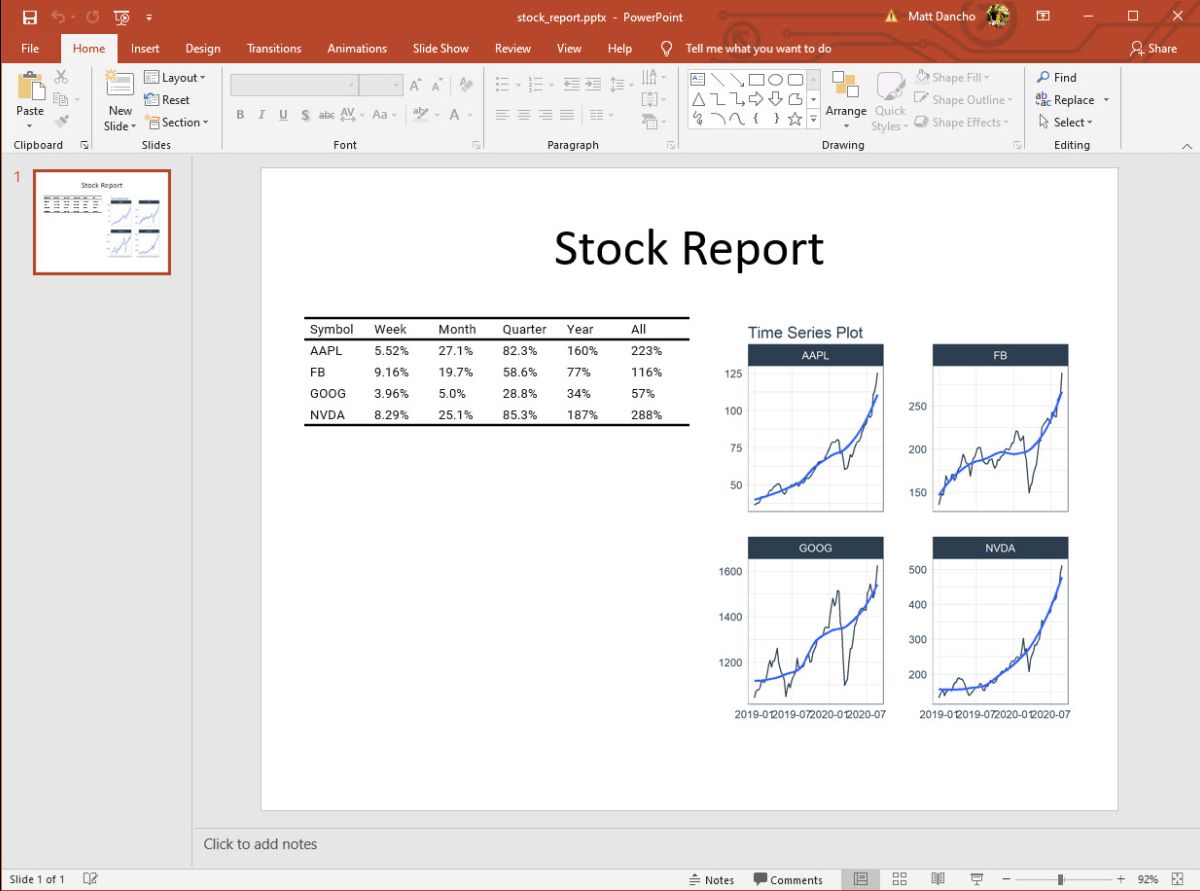 stock_report.pptx - PowerPoint
Matt Dancho
File Home Insert Design Transitions Animations Slide Show Review View Help Tell me what you want to do Share
Paste
New Slide
Layout
Reset
Section
B I U S abc AV Aa A
Arrange
Quick Styles
Shape Fill
Shape Outline
Shape Effects
Find
Replace
Select
Clipboard Slides Font Paragraph Drawing Editing
1
Stock Report
Stock Report
Symbol Week Month Quarter Year All
AAPL 5.52% 27.1% 82.3% 160% 223%
FB 9.16% 19.7% 58.6% 77% 116%
GOOG 3.96% 5.0% 28.8% 34% 57%
NVDA 8.29% 25.1% 85.3% 187% 288%
Time Series Plot
AAPL
125
100
75
50
FB
250
200
150
GOOG
1600
1400
1200
2019-01 2019-07 2020-01 2020-07
NVDA
500
400
300
200
2019-01 2019-07 2020-01 2020-07
Click to add notes
Slide 1 of 1
Notes Comments 92%